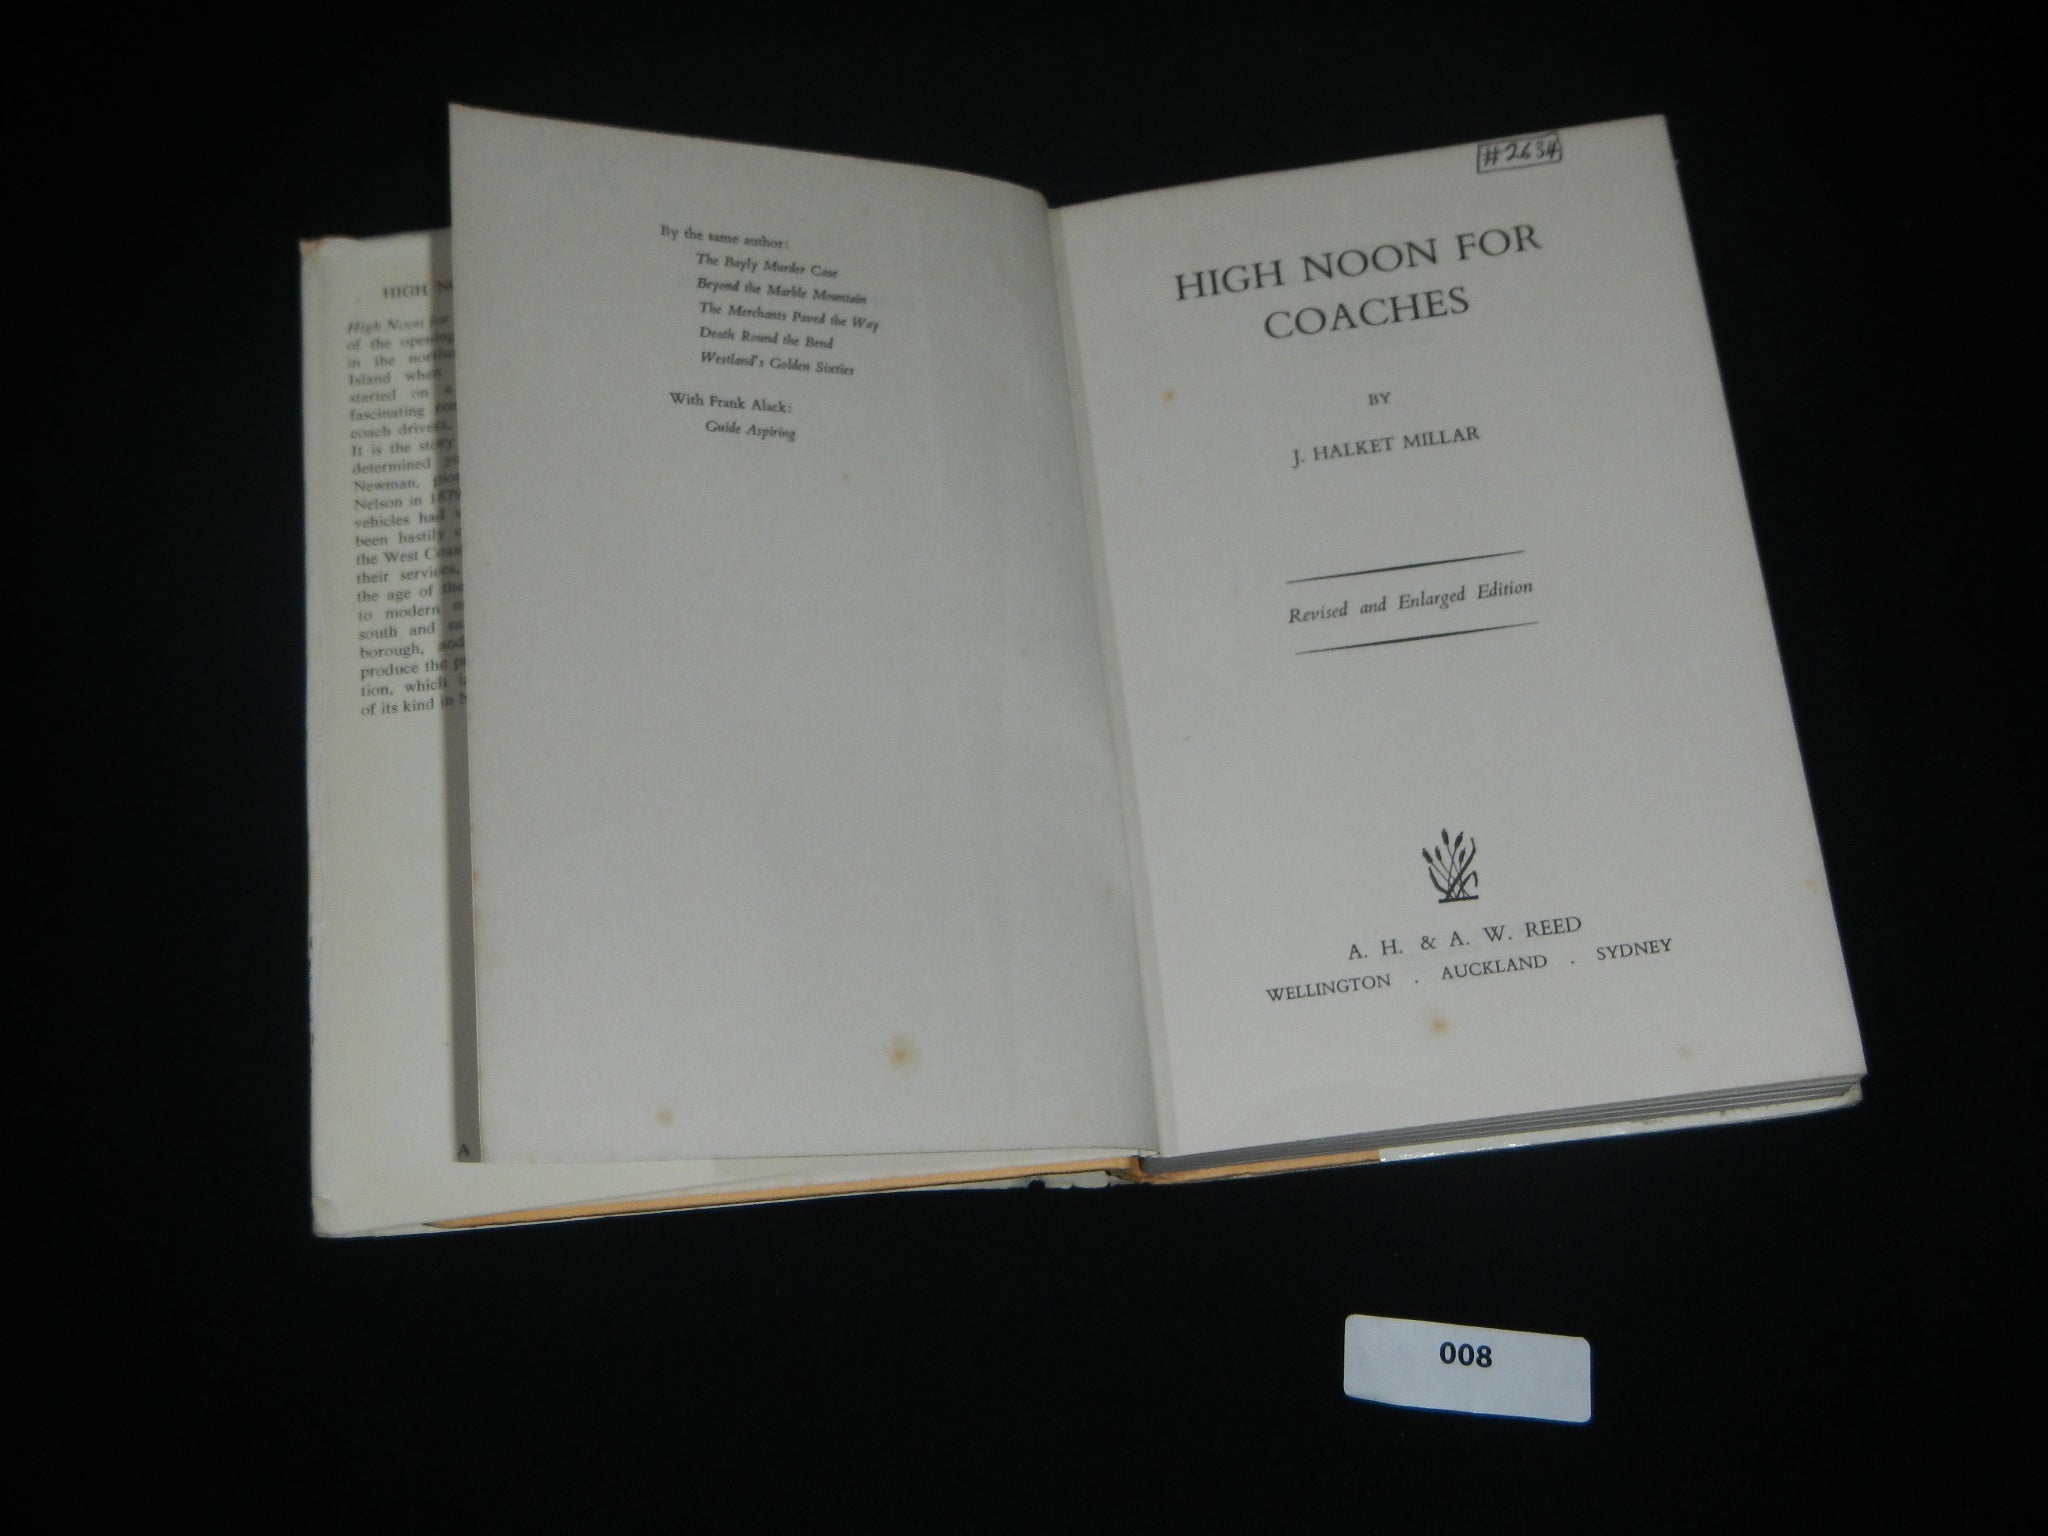 HIGH
High Noon for
of the opening
in the
Island when
started on a
fascinating
coach drivers,
It is the story
determined
Newman,
Nelson in 1879
vehicles had
been hastily
the West
their services,
the age of the
to modern
south and
borough, and
produce the
tion, which
of its kind in
A
By the same author:
The Bayly Murder Case
Beyond the Marble Mountain
The Merchants Paved the Way
Death Round the Bend
Westland's Golden Sixties
With Frank Alack:
Guide Aspiring
#2634
HIGH NOON FOR
COACHES
BY
J. HALKET MILLAR
Revised and Enlarged Edition
A. H. & A. W. REED
WELLINGTON . AUCKLAND . SYDNEY
008